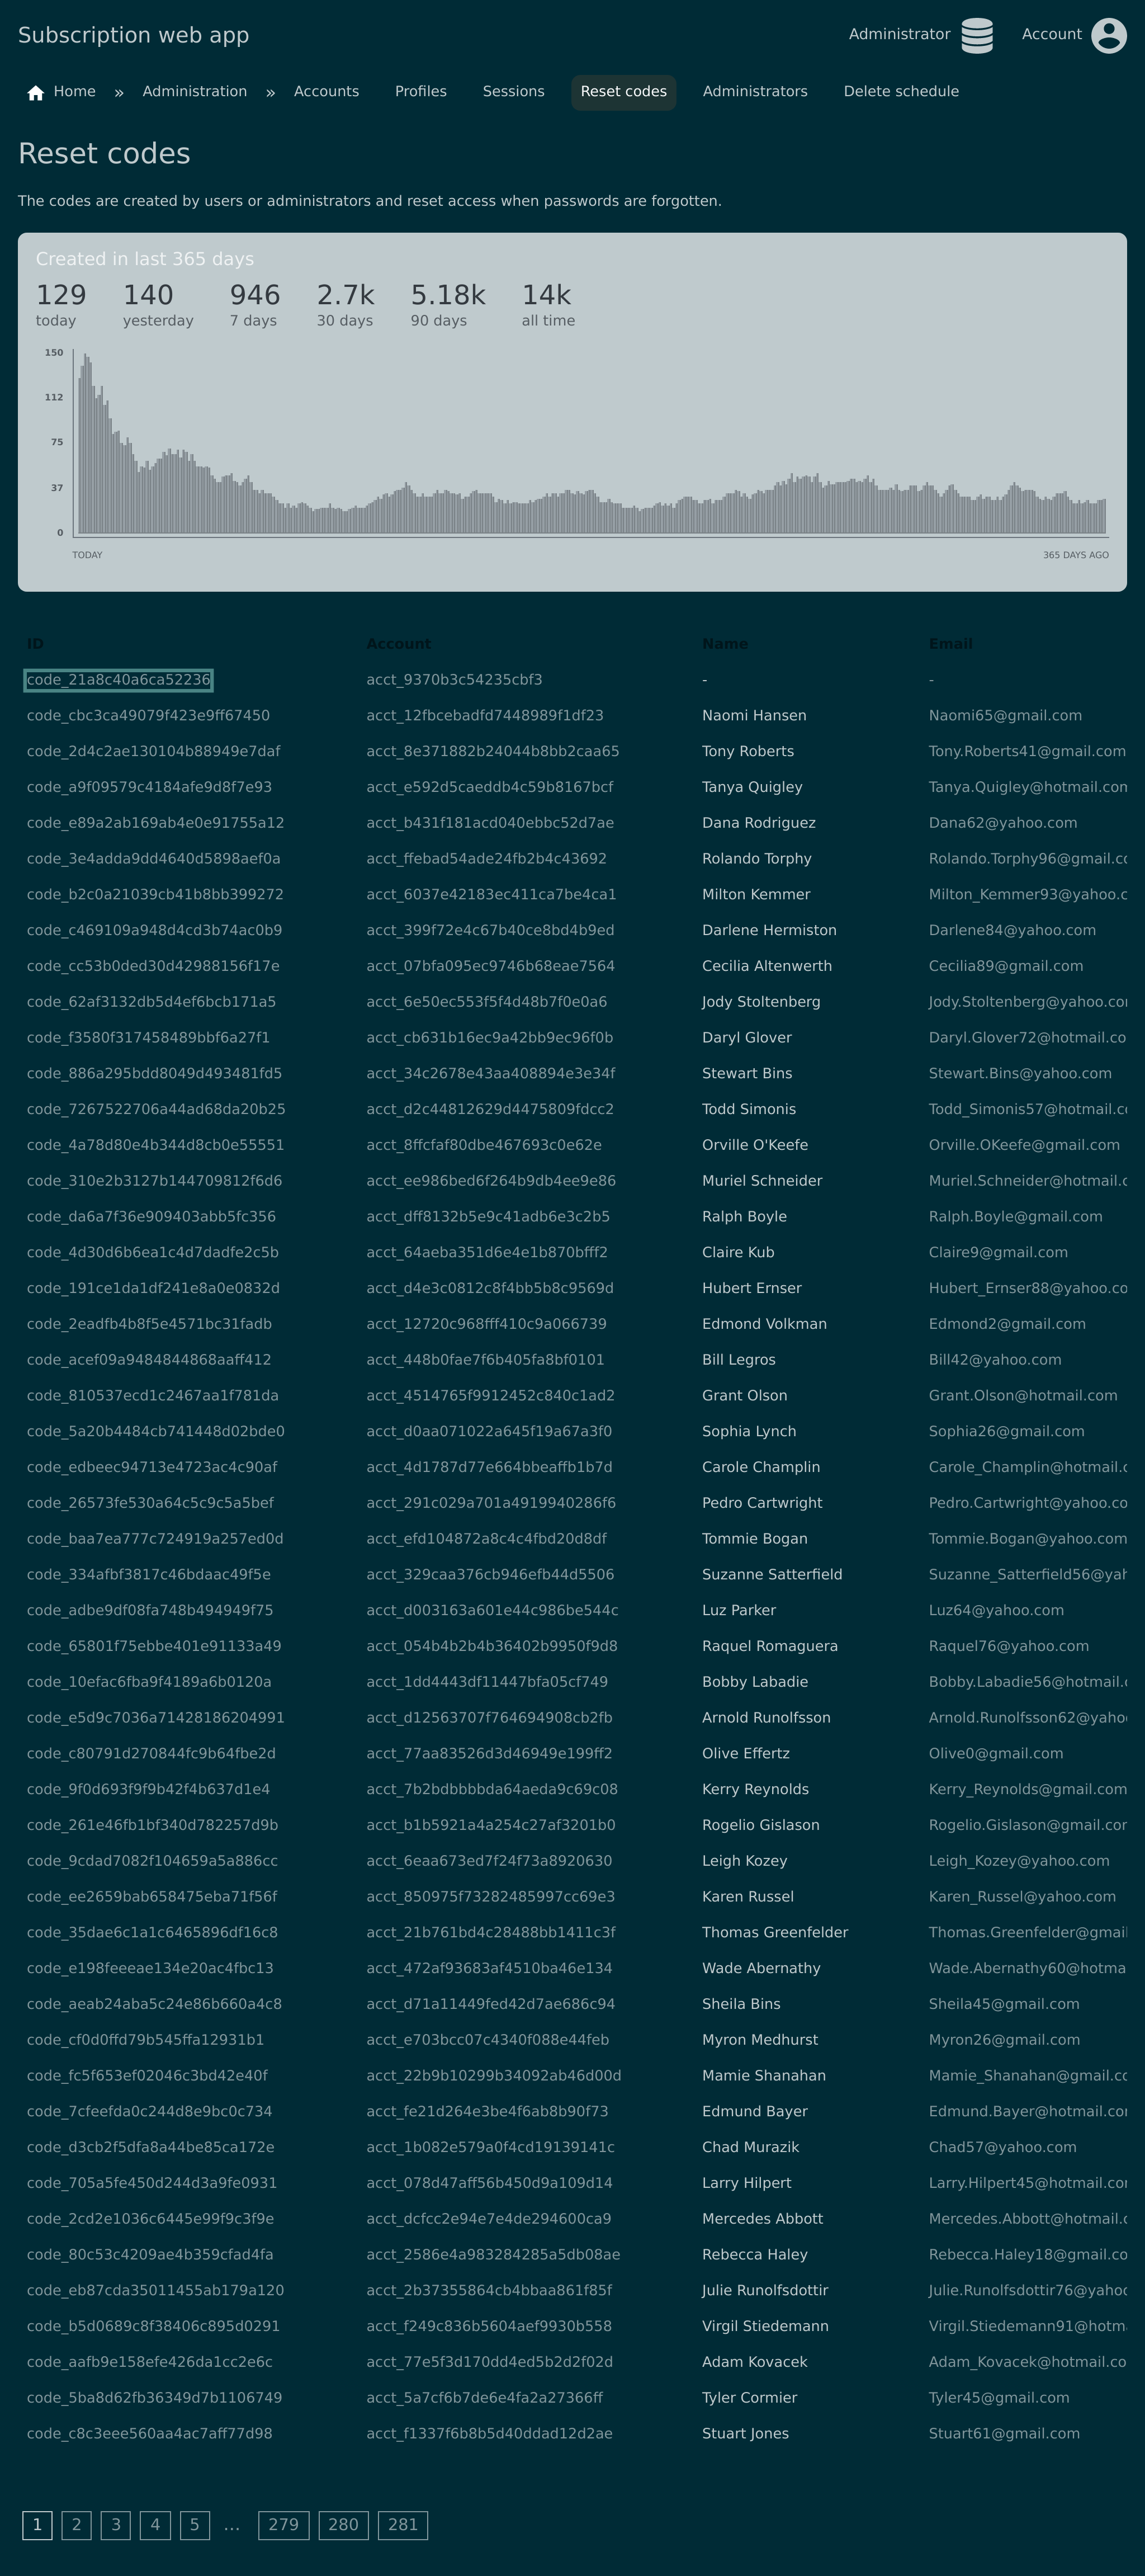 Subscription web app
Administrator Account
Home » Administration » Accounts Profiles Sessions Reset codes Administrators Delete schedule
Reset codes
The codes are created by users or administrators and reset access when passwords are forgotten.
Created in last 365 days
129 140 946 2.7k 5.18k 14k
today yesterday 7 days 30 days 90 days all time
150
112
75
37
0
TODAY 365 DAYS AGO
ID Account Name Email
code_21a8c40a6ca52236 acct_9370b3c54235cbf3 - -
code_cbc3ca49079f423e9ff67450 acct_12fbcebadfd7448989f1df23 Naomi Hansen Naomi65@gmail.com
code_2d4c2ae130104b88949e7daf acct_8e371882b24044b8bb2caa65 Tony Roberts Tony.Roberts41@gmail.com
code_a9f09579c4184afe9d8f7e93 acct_e592d5caeddb4c59b8167bcf Tanya Quigley Tanya.Quigley@hotmail.con
code_e89a2ab169ab4e0e91755a12 acct_b431f181acd040ebbc52d7ae Dana Rodriguez Dana62@yahoo.com
code_3e4adda9dd4640d5898aef0a acct_ffebad54ade24fb2b4c43692 Rolando Torphy Rolando.Torphy96@gmail.cc
code_b2c0a21039cb41b8bb399272 acct_6037e42183ec411ca7be4ca1 Milton Kemmer Milton_Kemmer93@yahoo.c
code_c469109a948d4cd3b74ac0b9 acct_399f72e4c67b40ce8bd4b9ed Darlene Hermiston Darlene84@yahoo.com
code_cc53b0ded30d42988156f17e acct_07bfa095ec9746b68eae7564 Cecilia Altenwerth Cecilia89@gmail.com
code_62af3132db5d4ef6bcb171a5 acct_6e50ec553f5f4d48b7f0e0a6 Jody Stoltenberg Jody.Stoltenberg@yahoo.cor
code_f3580f317458489bbf6a27f1 acct_cb631b16ec9a42bb9ec96f0b Daryl Glover Daryl.Glover72@hotmail.co
code_886a295bdd8049d493481fd5 acct_34c2678e43aa408894e3e34f Stewart Bins Stewart.Bins@yahoo.com
code_7267522706a44ad68da20b25 acct_d2c44812629d4475809fdcc2 Todd Simonis Todd_Simonis57@hotmail.cc
code_4a78d80e4b344d8cb0e55551 acct_8ffcfaf80dbe467693c0e62e Orville O'Keefe Orville.OKeefe@gmail.com
code_310e2b3127b144709812f6d6 acct_ee986bed6f264b9db4ee9e86 Muriel Schneider Muriel.Schneider@hotmail.c
code_da6a7f36e909403abb5fc356 acct_dff8132b5e9c41adb6e3c2b5 Ralph Boyle Ralph.Boyle@gmail.com
code_4d30d6b6ea1c4d7dadfe2c5b acct_64aeba351d6e4e1b870bfff2 Claire Kub Claire9@gmail.com
code_191ce1da1df241e8a0e0832d acct_d4e3c0812c8f4bb5b8c9569d Hubert Ernser Hubert_Ernser88@yahoo.co
code_2eadfb4b8f5e4571bc31fadb acct_12720c968fff410c9a066739 Edmond Volkman Edmond2@gmail.com
code_acef09a9484844868aaff412 acct_448b0fae7f6b405fa8bf0101 Bill Legros Bill42@yahoo.com
code_810537ecd1c2467aa1f781da acct_4514765f9912452c840c1ad2 Grant Olson Grant.Olson@hotmail.com
code_5a20b4484cb741448d02bde0 acct_d0aa071022a645f19a67a3f0 Sophia Lynch Sophia26@gmail.com
code_edbeec94713e4723ac4c90af acct_4d1787d77e664bbeaffb1b7d Carole Champlin Carole_Champlin@hotmail.c
code_26573fe530a64c5c9c5a5bef acct_291c029a701a4919940286f6 Pedro Cartwright Pedro.Cartwright@yahoo.co
code_baa7ea777c724919a257ed0d acct_efd104872a8c4c4fbd20d8df Tommie Bogan Tommie.Bogan@yahoo.com
code_334afbf3817c46bdaac49f5e acct_329caa376cb946efb44d5506 Suzanne Satterfield Suzanne_Satterfield56@yah
code_adbe9df08fa748b494949f75 acct_d003163a601e44c986be544c Luz Parker Luz64@yahoo.com
code_65801f75ebbe401e91133a49 acct_054b4b2b4b36402b9950f9d8 Raquel Romaguera Raquel76@yahoo.com
code_10efac6fba9f4189a6b0120a acct_1dd4443df11447bfa05cf749 Bobby Labadie Bobby.Labadie56@hotmail.c
code_e5d9c7036a71428186204991 acct_d12563707f764694908cb2fb Arnold Runolfsson Arnold.Runolfsson62@yaho
code_c80791d270844fc9b64fbe2d acct_77aa83526d3d46949e199ff2 Olive Effertz Olive0@gmail.com
code_9f0d693f9f9b42f4b637d1e4 acct_7b2bdbbbbda64aeda9c69c08 Kerry Reynolds Kerry_Reynolds@gmail.com
code_261e46fb1bf340d782257d9b acct_b1b5921a4a254c27af3201b0 Rogelio Gislason Rogelio.Gislason@gmail.cor
code_9cdad7082f104659a5a886cc acct_6eaa673ed7f24f73a8920630 Leigh Kozey Leigh_Kozey@yahoo.com
code_ee2659bab658475eba71f56f acct_850975f73282485997cc69e3 Karen Russel Karen_Russel@yahoo.com
code_35dae6c1a1c6465896df16c8 acct_21b761bd4c28488bb1411c3f Thomas Greenfelder Thomas.Greenfelder@gmail
code_e198feeeae134e20ac4fbc13 acct_472af93683af4510ba46e134 Wade Abernathy Wade.Abernathy60@hotma
code_aeab24aba5c24e86b660a4c8 acct_d71a11449fed42d7ae686c94 Sheila Bins Sheila45@gmail.com
code_cf0d0ffd79b545ffa12931b1 acct_e703bcc07c4340f088e44feb Myron Medhurst Myron26@gmail.com
code_fc5f653ef02046c3bd42e40f acct_22b9b10299b34092ab46d00d Mamie Shanahan Mamie_Shanahan@gmail.cc
code_7cfeefda0c244d8e9bc0c734 acct_fe21d264e3be4f6ab8b90f73 Edmund Bayer Edmund.Bayer@hotmail.cor
code_d3cb2f5dfa8a44be85ca172e acct_1b082e579a0f4cd19139141c Chad Murazik Chad57@yahoo.com
code_705a5fe450d244d3a9fe0931 acct_078d47aff56b450d9a109d14 Larry Hilpert Larry.Hilpert45@hotmail.cor
code_2cd2e1036c6445e99f9c3f9e acct_dcfcc2e94e7e4de294600ca9 Mercedes Abbott Mercedes.Abbott@hotmail.c
code_80c53c4209ae4b359cfad4fa acct_2586e4a983284285a5db08ae Rebecca Haley Rebecca.Haley18@gmail.co
code_eb87cda35011455ab179a120 acct_2b37355864cb4bbaa861f85f Julie Runolfsdottir Julie.Runolfsdottir76@yahoc
code_b5d0689c8f38406c895d0291 acct_f249c836b5604aef9930b558 Virgil Stiedemann Virgil.Stiedemann91@hotm
code_aafb9e158efe426da1cc2e6c acct_77e5f3d170dd4ed5b2d2f02d Adam Kovacek Adam_Kovacek@hotmail.co
code_5ba8d62fb36349d7b1106749 acct_5a7cf6b7de6e4fa2a27366ff Tyler Cormier Tyler45@gmail.com
code_c8c3eee560aa4ac7aff77d98 acct_f1337f6b8b5d40ddad12d2ae Stuart Jones Stuart61@gmail.com
1 2 3 4 5 … 279 280 281